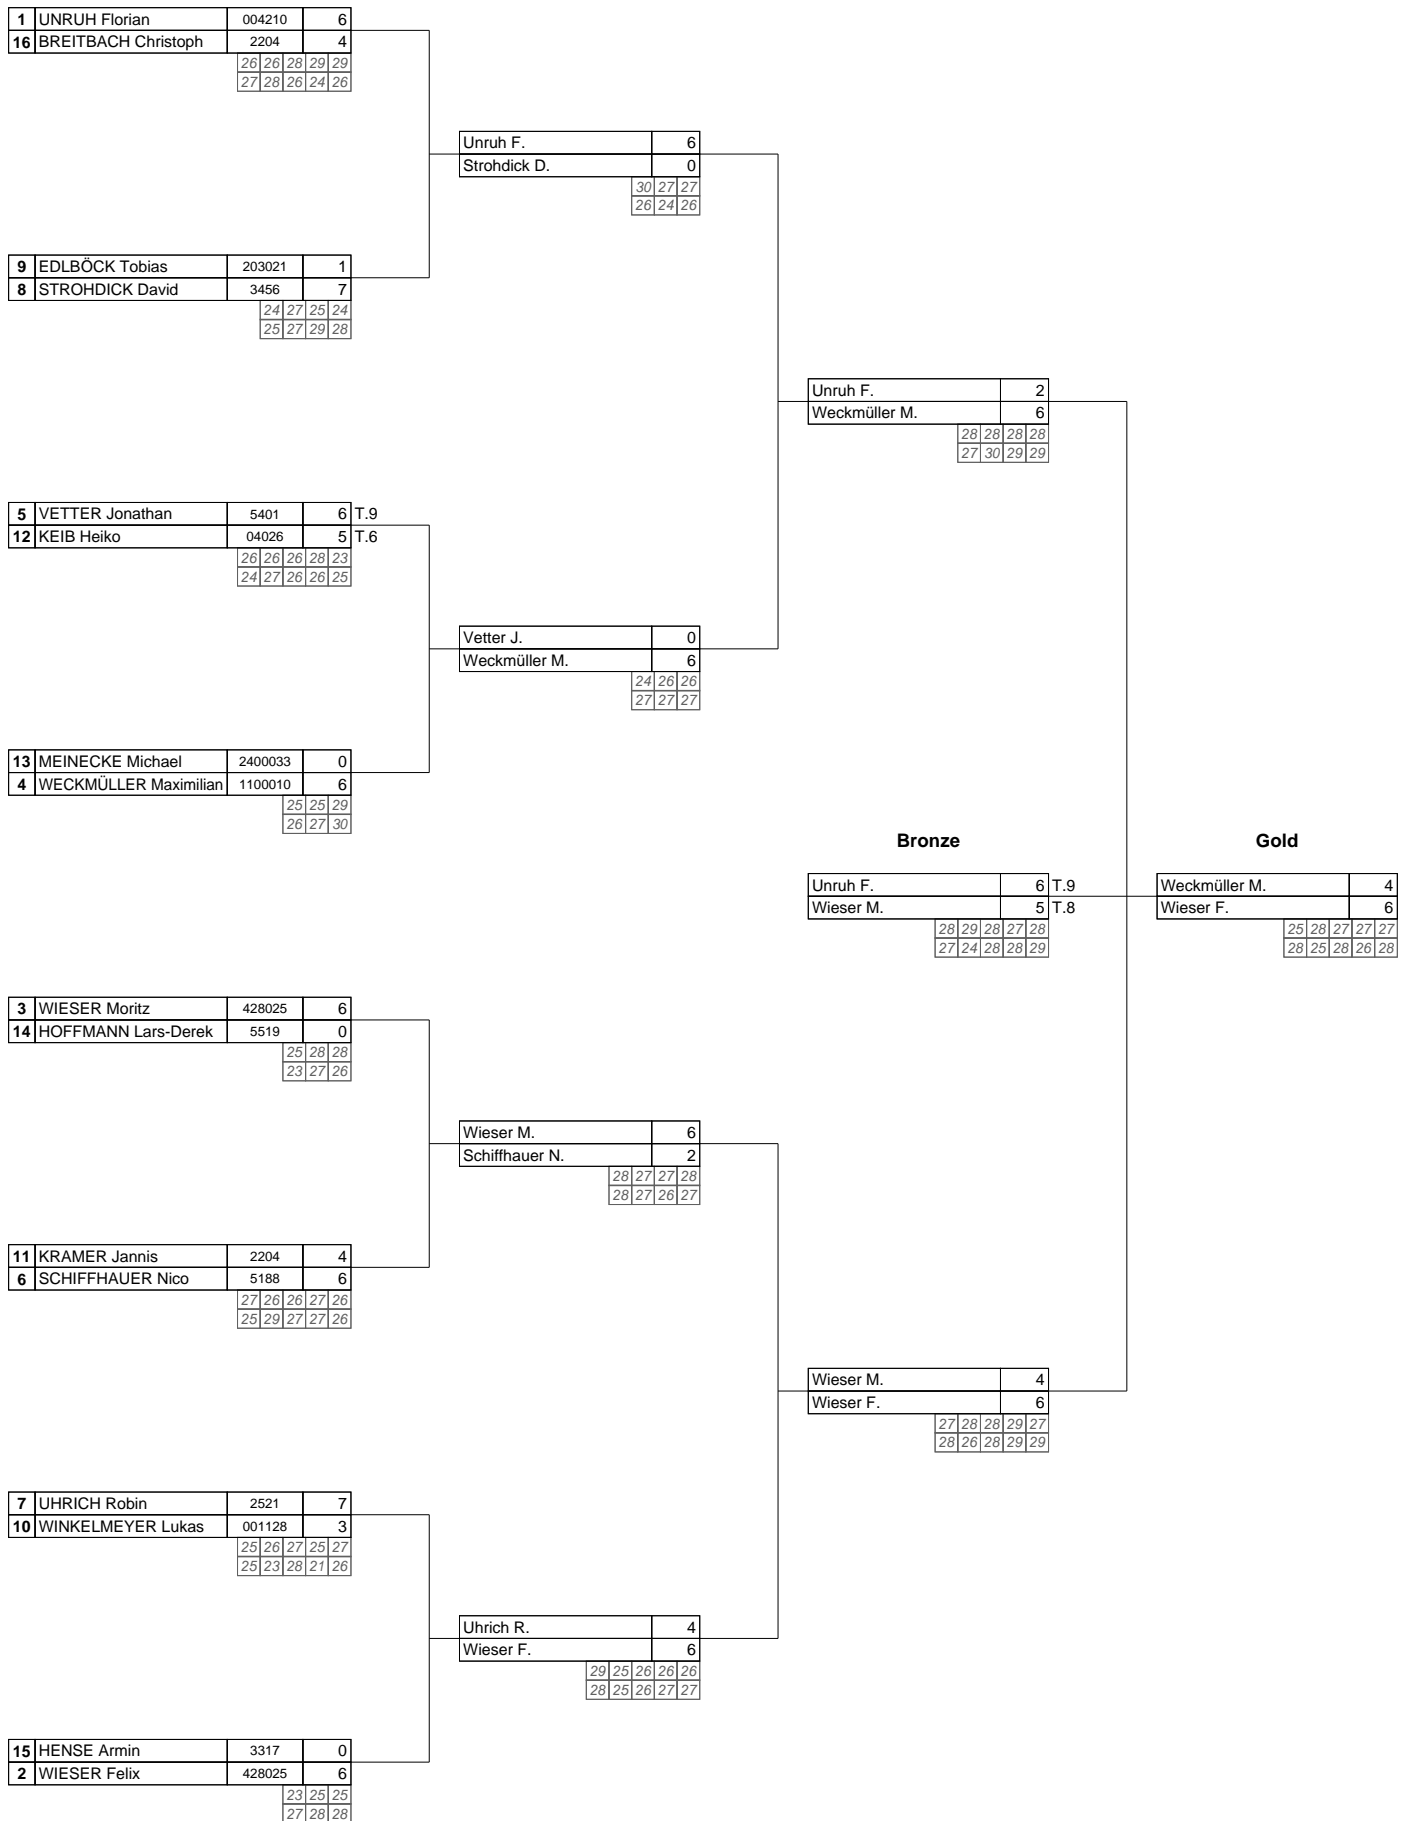 1 UNRUH Florian 004210 6
16 BREITBACH Christoph 2204 4
26 26 28 29 29
27 28 26 24 26
Unruh F. 6
Strohdick D. 0
30 27 27
26 24 26
9 EDLBÖCK Tobias 203021 1
8 STROHDICK David 3456 7
24 27 25 24
25 27 29 28
Unruh F. 2
Weckmüller M. 6
28 28 28 28
27 30 29 29
5 VETTER Jonathan 5401 6 T.9
12 KEIB Heiko 04026 5 T.6
26 26 26 28 23
24 27 26 26 25
Vetter J. 0
Weckmüller M. 6
24 26 26
27 27 27
13 MEINECKE Michael 2400033 0
4 WECKMÜLLER Maximilian 1100010 6
25 25 29
26 27 30
Bronze
Unruh F. 6 T.9
Wieser M. 5 T.8
28 29 28 27 28
27 24 28 28 29
Gold
Weckmüller M. 4
Wieser F. 6
25 28 27 27 27
28 25 28 26 28
3 WIESER Moritz 428025 6
14 HOFFMANN Lars-Derek 5519 0
25 28 28
23 27 26
Wieser M. 6
Schiffhauer N. 2
28 27 27 28
28 27 26 27
11 KRAMER Jannis 2204 4
6 SCHIFFHAUER Nico 5188 6
27 26 26 27 26
25 29 27 27 26
Wieser M. 4
Wieser F. 6
27 28 28 29 27
28 26 28 29 29
7 UHRICH Robin 2521 7
10 WINKELMEYER Lukas 001128 3
25 26 27 25 27
25 23 28 21 26
Uhrich R. 4
Wieser F. 6
29 25 26 26 26
28 25 26 27 27
15 HENSE Armin 3317 0
2 WIESER Felix 428025 6
23 25 25
27 28 28